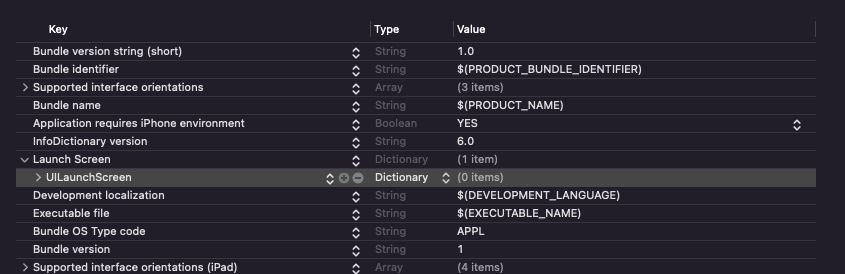 Key Type Value
Bundle version string (short) String 1.0
Bundle identifier String $(PRODUCT_BUNDLE_IDENTIFIER)
Supported interface orientations Array (3 items)
Bundle name String $(PRODUCT_NAME)
Application requires iPhone environment Boolean YES
InfoDictionary version String 6.0
Launch Screen Dictionary (1 item)
UILaunchScreen Dictionary (0 items)
Development localization String $(DEVELOPMENT_LANGUAGE)
Executable file String $(EXECUTABLE_NAME)
Bundle OS Type code String APPL
Bundle version String 1
Supported interface orientations (iPad) Array (4 items)